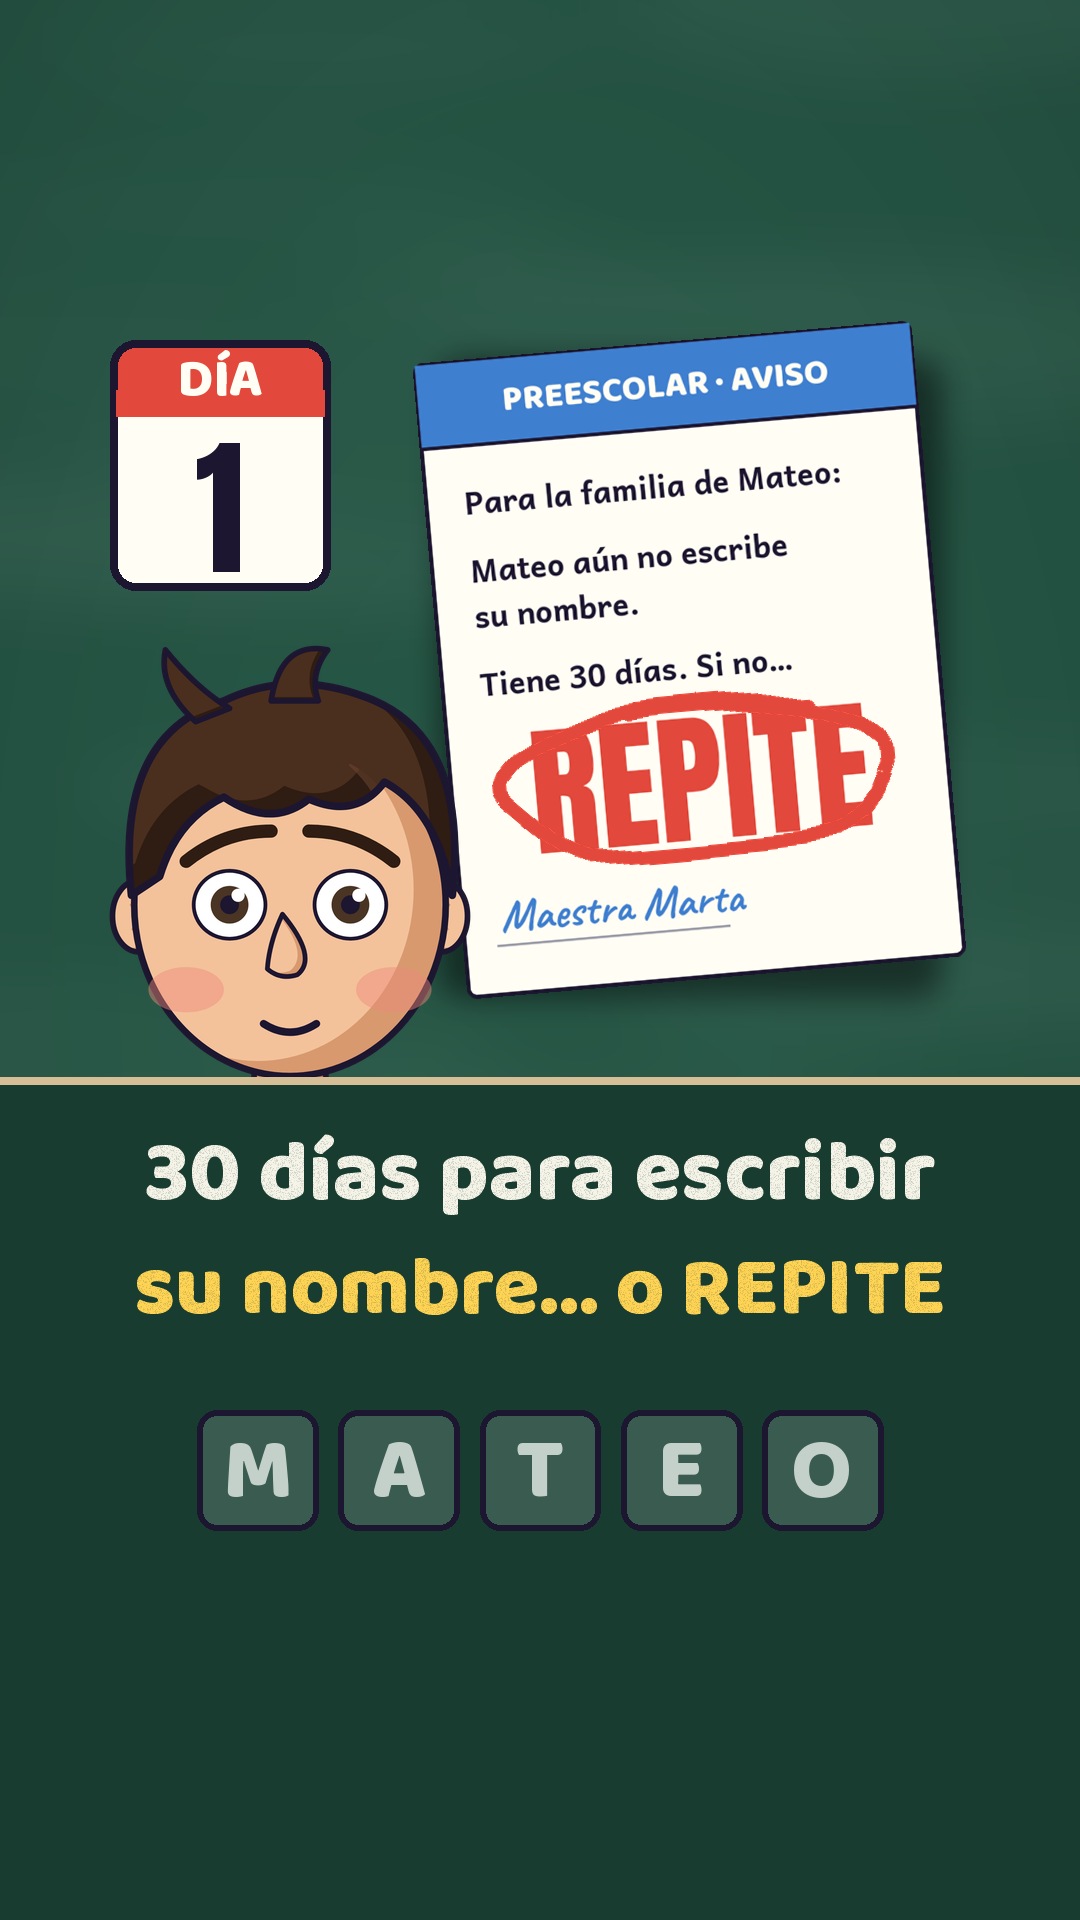 DÍA
1
PREESCOLAR · AVISO
Para la familia de Mateo:
Mateo aún no escribe
su nombre.
Tiene 30 días. Si no...
REPITE
Maestra Marta
30 días para escribir
su nombre... o REPITE
M A T E O